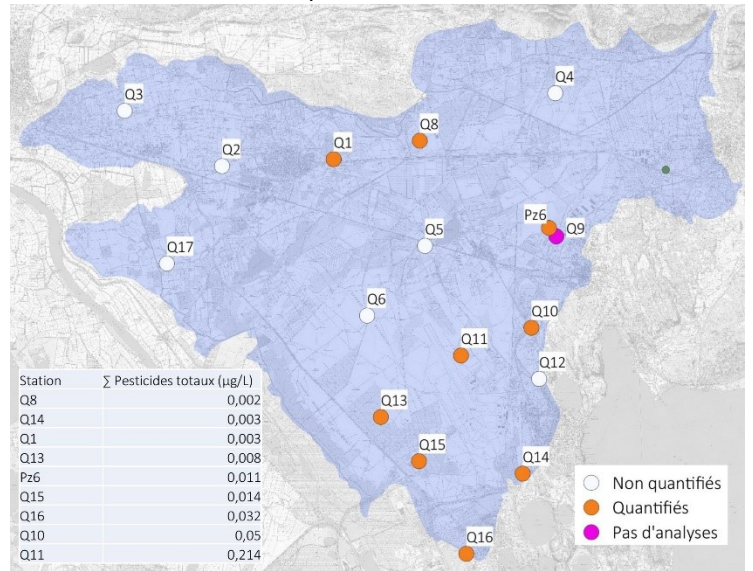 Q4
Q3
Q8
Q1
Q2
Pz6
Q9
Q5
Q17
Q6
Q10
Q11
Q12
Q13
Q15
Q14
Q16
Station ∑ Pesticides totaux (µg/L)
Q8 0,002
Q14 0,003
Q1 0,003
Q13 0,008
Pz6 0,011
Q15 0,014
Q16 0,032
Q10 0,05
Q11 0,214
Non quantifiés
Quantifiés
Pas d'analyses